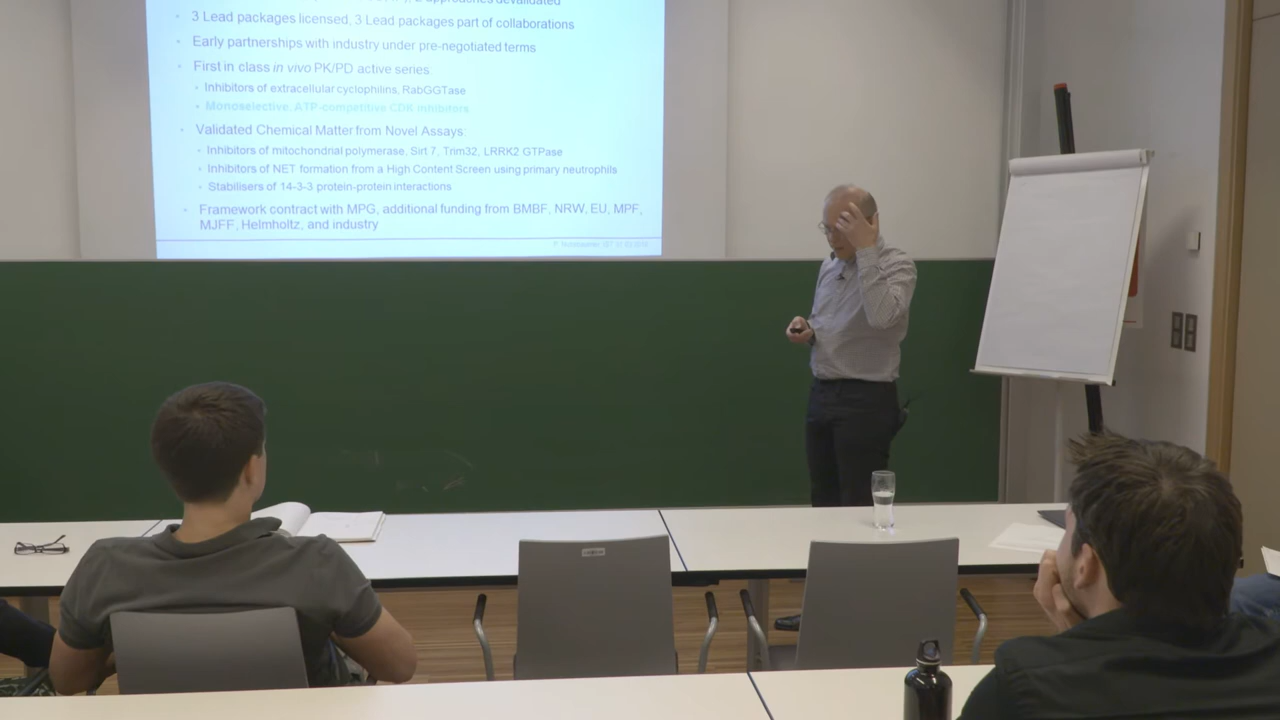 approaches devalidated
3 Lead packages licensed, 3 Lead packages part of collaborations
Early partnerships with industry under pre-negotiated terms
First in class in vivo PK/PD active series
Inhibitors of extracellular cyclophilins, RabGGTase
Monoselective, ATP-competitive CDK inhibitors
Validated Chemical Matter from Novel Assays:
Inhibitors of mitochondrial polymerase, Sirt 7, Trim32, LRRK2 GTPase
Inhibitors of NET formation from a High Content Screen using primary neutrophils
Stabilisers of 14-3-3 protein-protein interactions
Framework contract with MPG, additional funding from BMBF, NRW, EU, MPF,
MJFF, Helmholtz, and industry